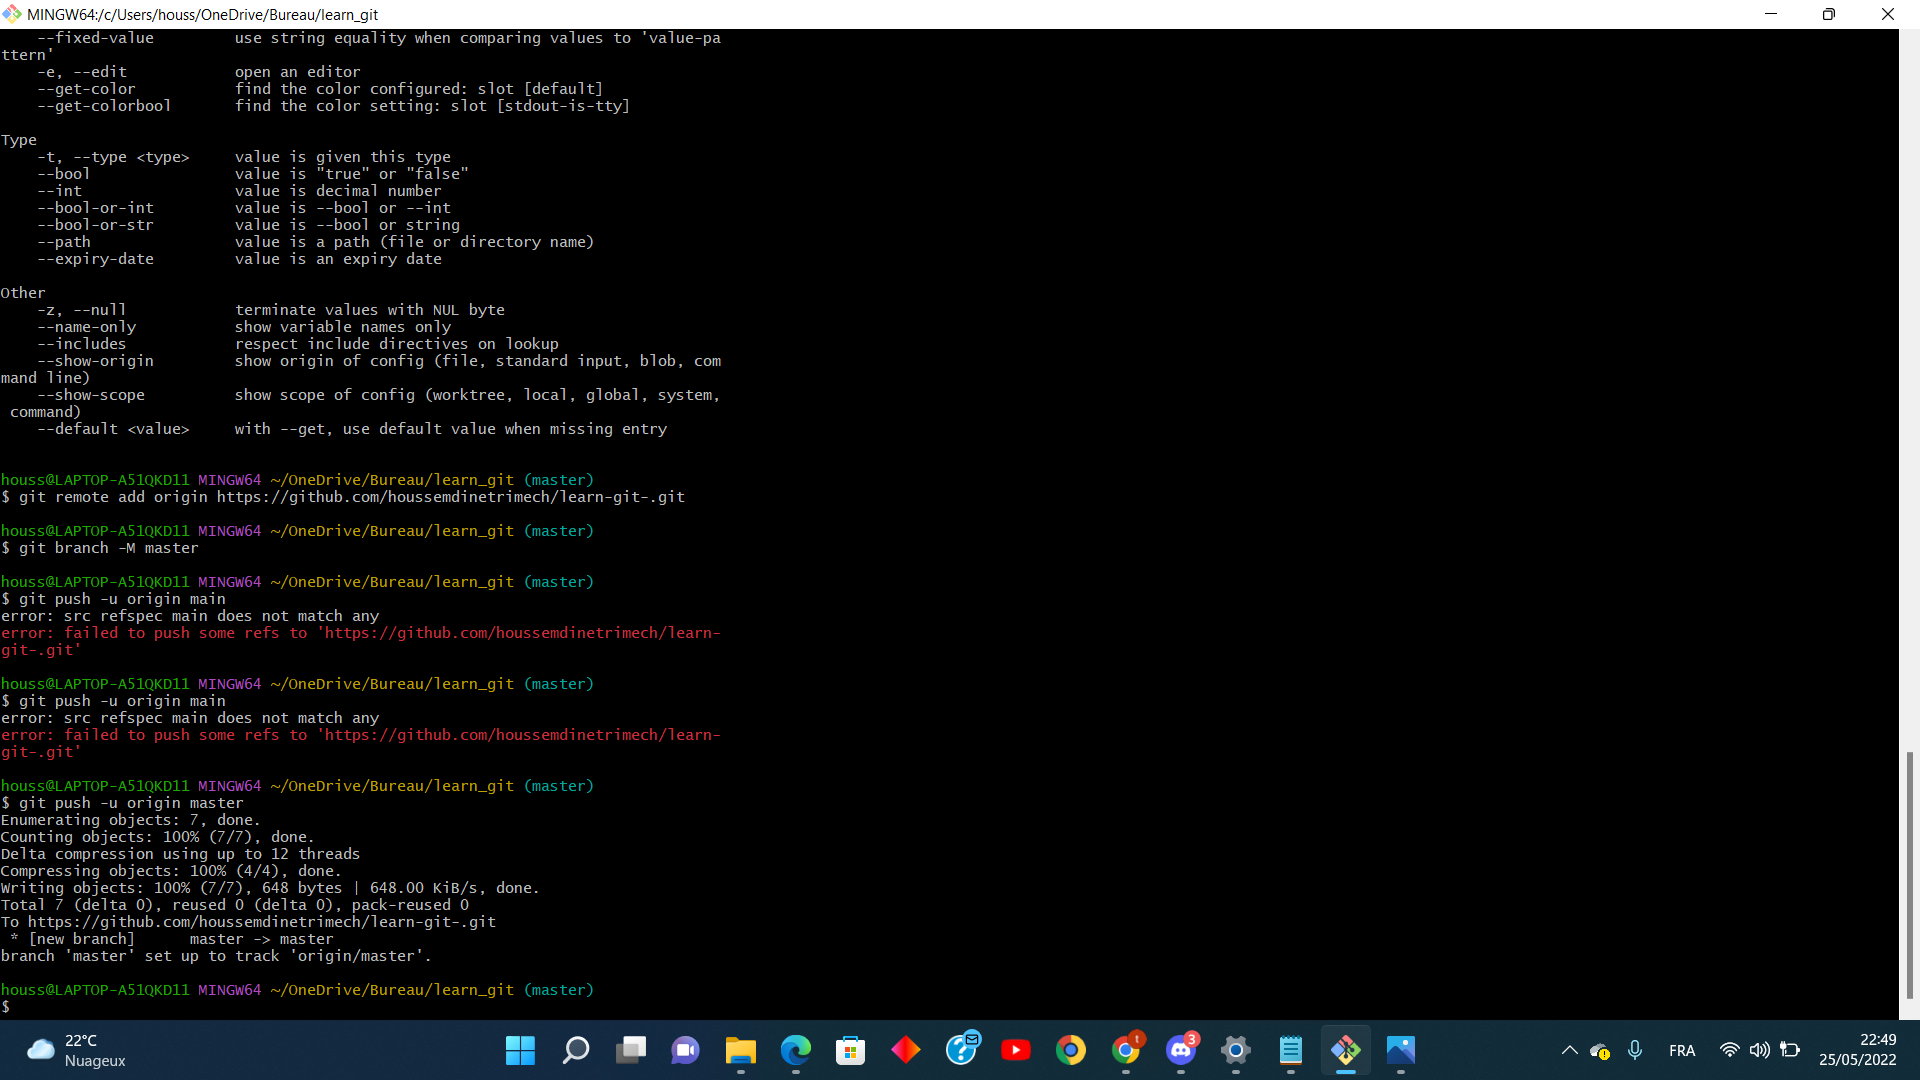 MINGW64:/c/Users/houss/OneDrive/Bureau/learn_git
--fixed-value use string equality when comparing values to 'value-pa
ttern'
-e, --edit open an editor
--get-color find the color configured: slot [default]
--get-colorbool find the color setting: slot [stdout-is-tty]
Type
-t, --type <type> value is given this type
--bool value is "true" or "false"
--int value is decimal number
--bool-or-int value is --bool or --int
--bool-or-str value is --bool or string
--path value is a path (file or directory name)
--expiry-date value is an expiry date
Other
-z, --null terminate values with NUL byte
--name-only show variable names only
--includes respect include directives on lookup
--show-origin show origin of config (file, standard input, blob, com
mand line)
--show-scope show scope of config (worktree, local, global, system,
command)
--default <value> with --get, use default value when missing entry
houss@LAPTOP-A51QKD11 MINGW64 ~/OneDrive/Bureau/learn_git (master)
$ git remote add origin https://github.com/houssemdinetrimech/learn-git-.git
houss@LAPTOP-A51QKD11 MINGW64 ~/OneDrive/Bureau/learn_git (master)
$ git branch -M master
houss@LAPTOP-A51QKD11 MINGW64 ~/OneDrive/Bureau/learn_git (master)
$ git push -u origin main
error: src refspec main does not match any
error: failed to push some refs to 'https://github.com/houssemdinetrimech/learn-
git-.git'
houss@LAPTOP-A51QKD11 MINGW64 ~/OneDrive/Bureau/learn_git (master)
$ git push -u origin main
error: src refspec main does not match any
error: failed to push some refs to 'https://github.com/houssemdinetrimech/learn-
git-.git'
houss@LAPTOP-A51QKD11 MINGW64 ~/OneDrive/Bureau/learn_git (master)
$ git push -u origin master
Enumerating objects: 7, done.
Counting objects: 100% (7/7), done.
Delta compression using up to 12 threads
Compressing objects: 100% (4/4), done.
Writing objects: 100% (7/7), 648 bytes | 648.00 KiB/s, done.
Total 7 (delta 0), reused 0 (delta 0), pack-reused 0
To https://github.com/houssemdinetrimech/learn-git-.git
* [new branch] master -> master
branch 'master' set up to track 'origin/master'.
houss@LAPTOP-A51QKD11 MINGW64 ~/OneDrive/Bureau/learn_git (master)
$
22°C
Nuageux
t
3
FRA
22:49
25/05/2022